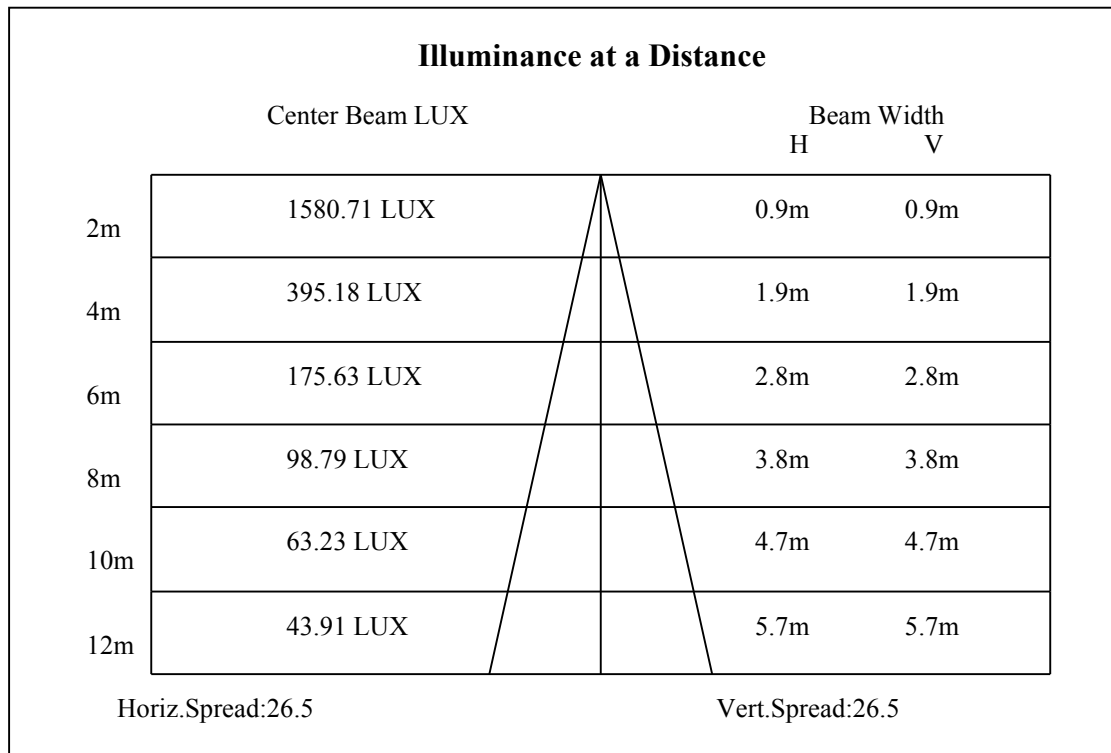 Illuminance at a Distance
Center Beam LUX Beam Width
H V
2m 1580.71 LUX 0.9m 0.9m
4m 395.18 LUX 1.9m 1.9m
6m 175.63 LUX 2.8m 2.8m
8m 98.79 LUX 3.8m 3.8m
10m 63.23 LUX 4.7m 4.7m
12m 43.91 LUX 5.7m 5.7m
Horiz.Spread:26.5 Vert.Spread:26.5